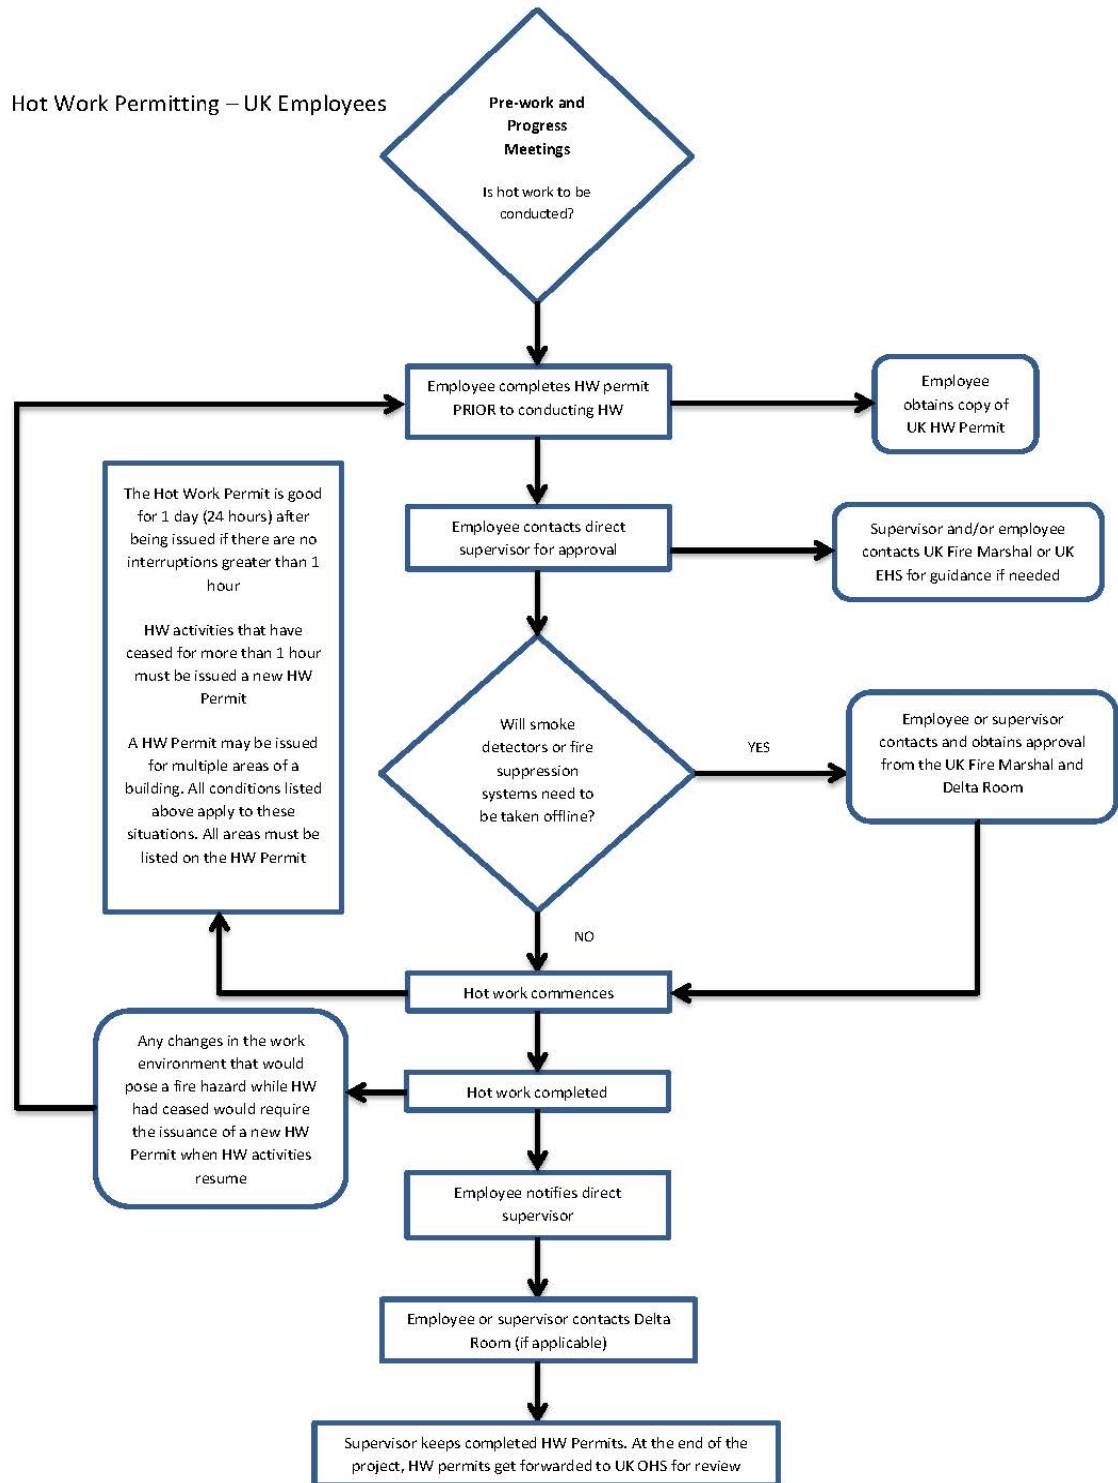 Hot Work Permitting – UK Employees
Pre-work and
Progress
Meetings
Is hot work to be
conducted?
Employee completes HW permit
PRIOR to conducting HW
Employee
obtains copy of
UK HW Permit
The Hot Work Permit is good
for 1 day (24 hours) after
being issued if there are no
interruptions greater than 1
hour
HW activities that have
ceased for more than 1 hour
must be issued a new HW
Permit
A HW Permit may be issued
for multiple areas of a
building. All conditions listed
above apply to these
situations. All areas must be
listed on the HW Permit
Employee contacts direct
supervisor for approval
Supervisor and/or employee
contacts UK Fire Marshal or UK
EHS for guidance if needed
Will smoke
detectors or fire
suppression
systems need to
be taken offline?
YES
Employee or supervisor
contacts and obtains approval
from the UK Fire Marshal and
Delta Room
NO
Hot work commences
Any changes in the work
environment that would
pose a fire hazard while HW
had ceased would require
the issuance of a new HW
Permit when HW activities
resume
Hot work completed
Employee notifies direct
supervisor
Employee or supervisor contacts Delta
Room (if applicable)
Supervisor keeps completed HW Permits. At the end of the
project, HW permits get forwarded to UK OHS for review